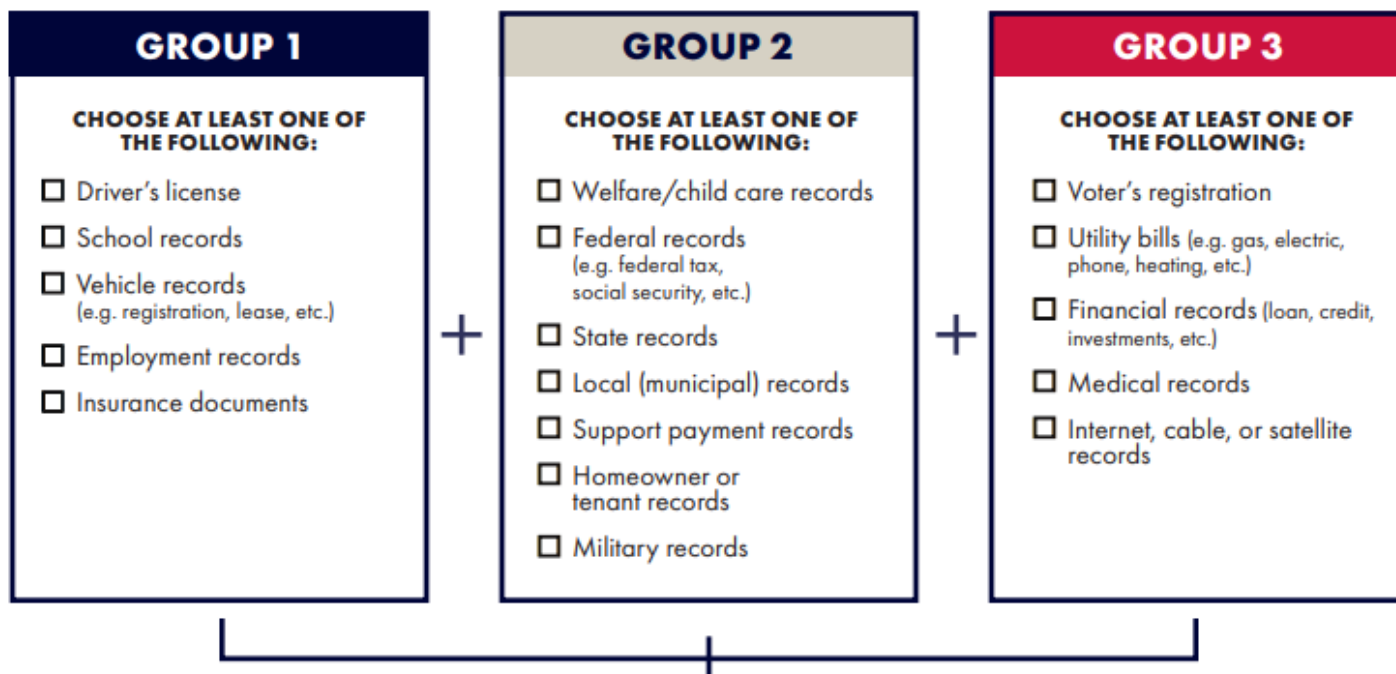 GROUP 1
CHOOSE AT LEAST ONE OF
THE FOLLOWING:
Driver's license
School records
Vehicle records
(e.g. registration, lease, etc.)
Employment records
Insurance documents
+
GROUP 2
CHOOSE AT LEAST ONE OF
THE FOLLOWING:
Welfare/child care records
Federal records
(e.g. federal tax,
social security, etc.)
State records
Local (municipal) records
Support payment records
Homeowner or
tenant records
Military records
+
GROUP 3
CHOOSE AT LEAST ONE OF
THE FOLLOWING:
Voter's registration
Utility bills (e.g. gas, electric,
phone, heating, etc.)
Financial records (loan, credit,
investments, etc.)
Medical records
Internet, cable, or satellite
records